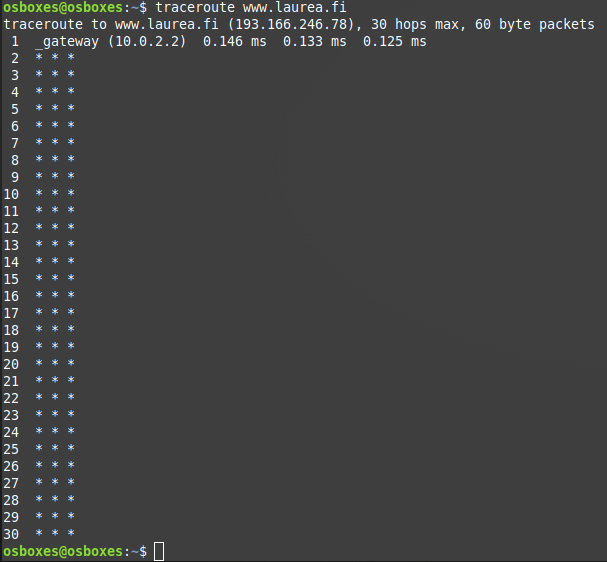 osboxes@osboxes:~$ traceroute www.laurea.fi
traceroute to www.laurea.fi (193.166.246.78), 30 hops max, 60 byte packets
 1  _gateway (10.0.2.2)  0.146 ms  0.133 ms  0.125 ms
 2  * * *
 3  * * *
 4  * * *
 5  * * *
 6  * * *
 7  * * *
 8  * * *
 9  * * *
10  * * *
11  * * *
12  * * *
13  * * *
14  * * *
15  * * *
16  * * *
17  * * *
18  * * *
19  * * *
20  * * *
21  * * *
22  * * *
23  * * *
24  * * *
25  * * *
26  * * *
27  * * *
28  * * *
29  * * *
30  * * *
osboxes@osboxes:~$